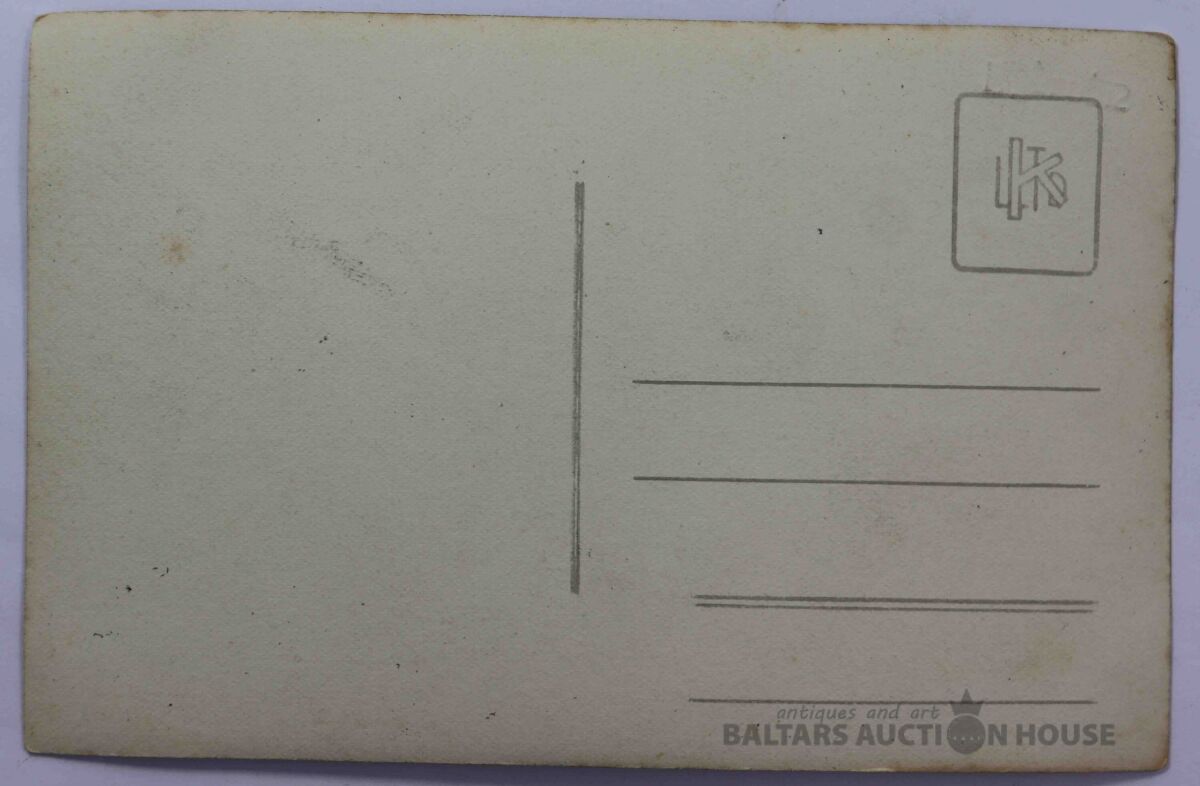 antiques and art
BALTARS AUCTION HOUSE